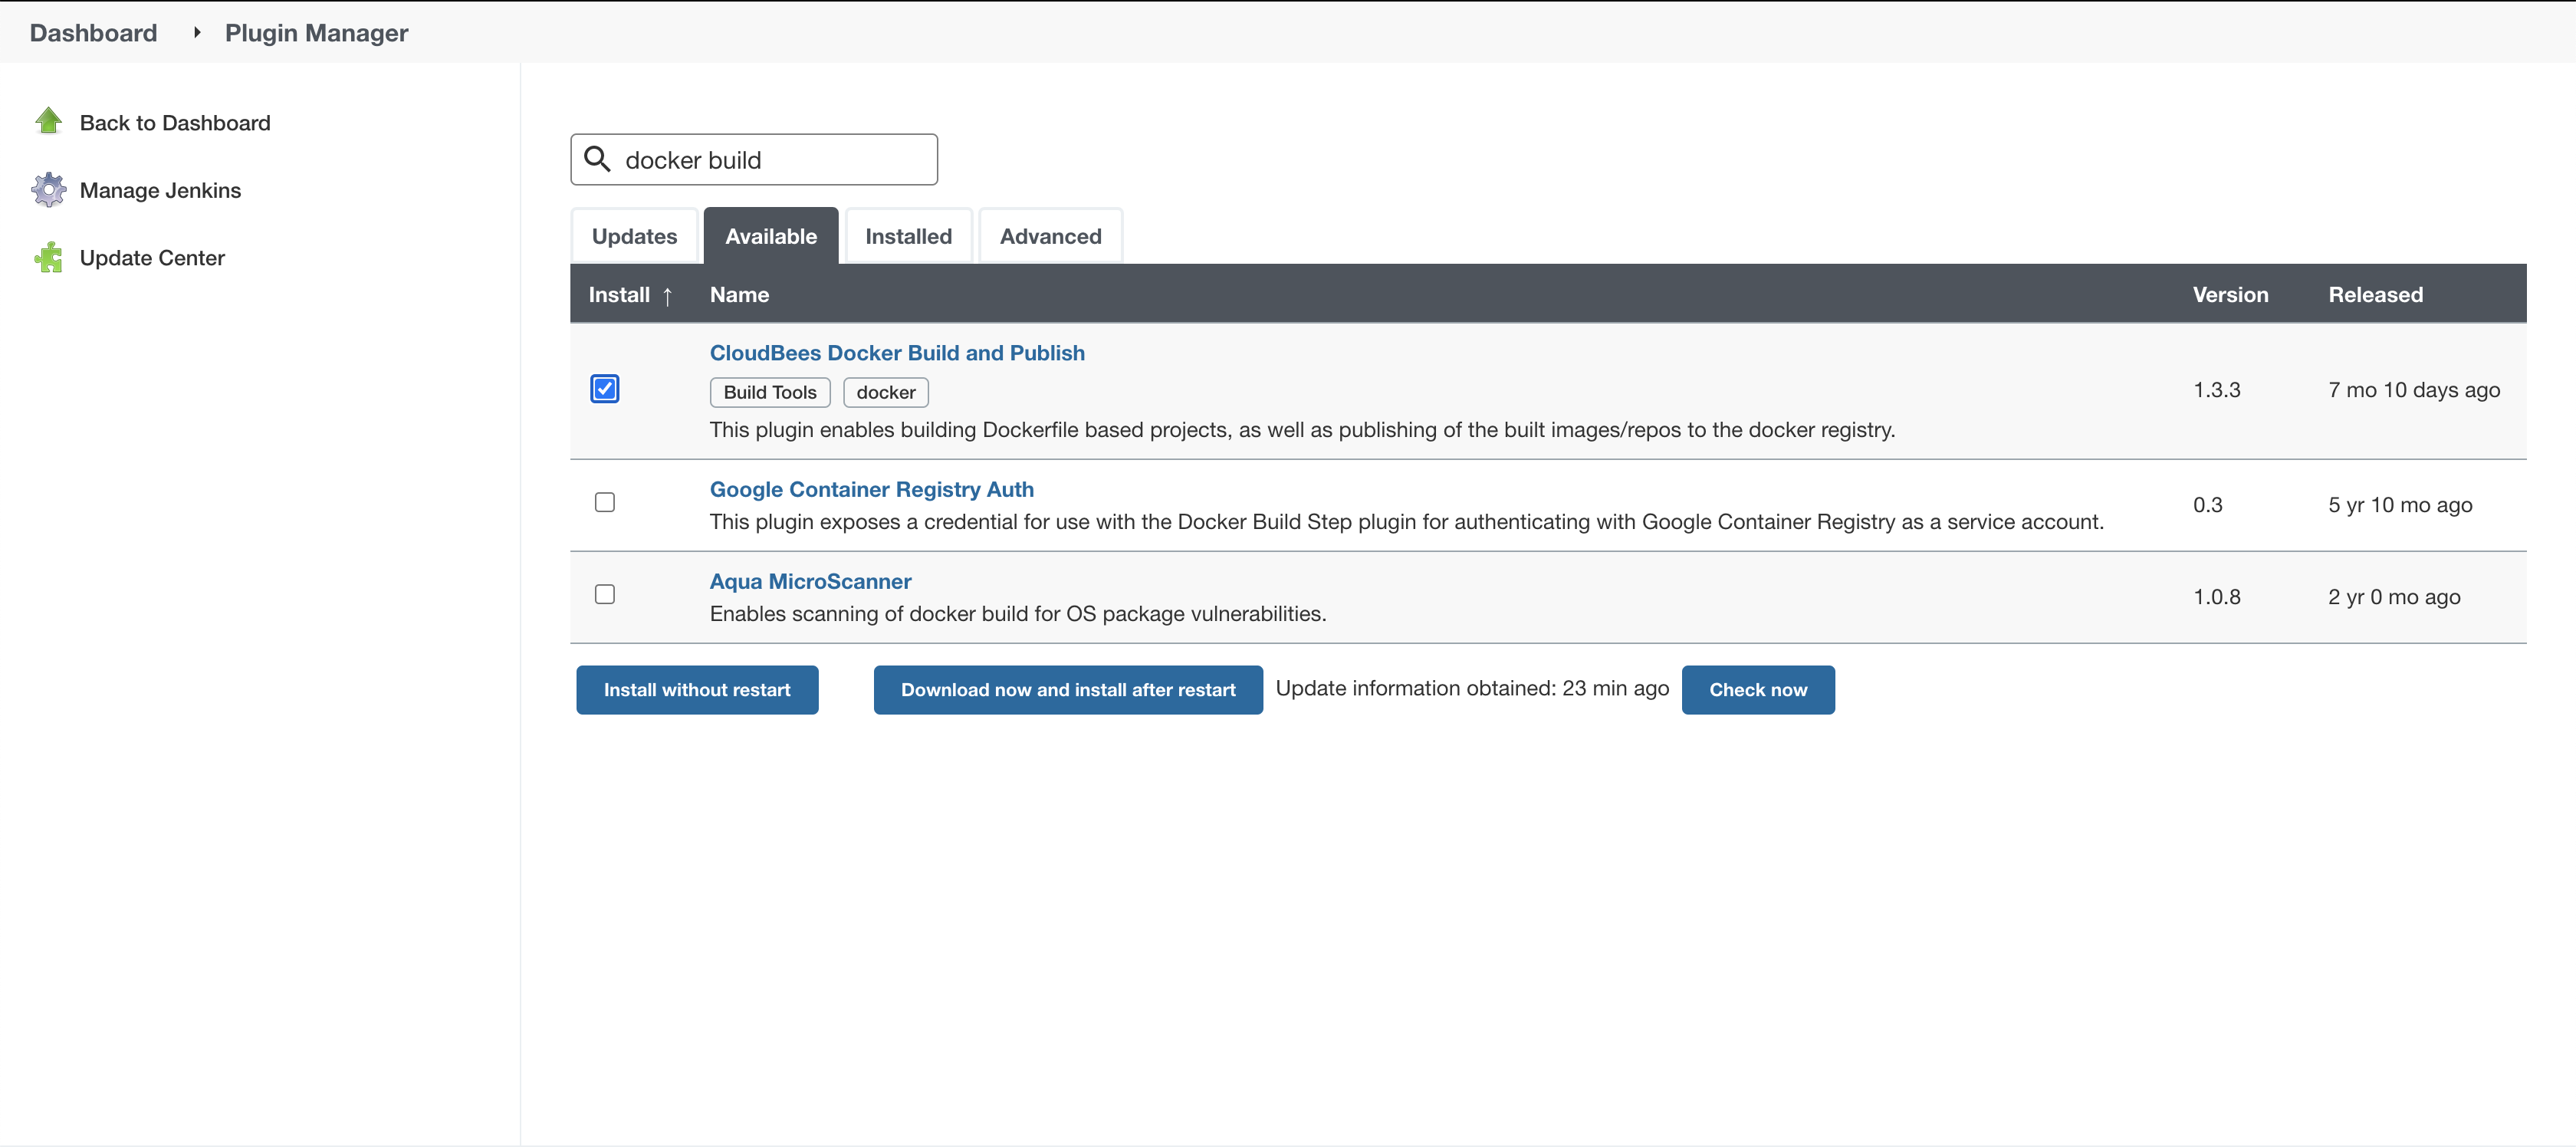 Dashboard
Plugin Manager
Back to Dashboard
Manage Jenkins
Update Center
docker build
Updates Available Installed Advanced
Install ↑ Name Version Released
CloudBees Docker Build and Publish
Build Tools docker
This plugin enables building Dockerfile based projects, as well as publishing of the built images/repos to the docker registry.
1.3.3 7 mo 10 days ago
Google Container Registry Auth
This plugin exposes a credential for use with the Docker Build Step plugin for authenticating with Google Container Registry as a service account.
0.3 5 yr 10 mo ago
Aqua MicroScanner
Enables scanning of docker build for OS package vulnerabilities.
1.0.8 2 yr 0 mo ago
Install without restart Download now and install after restart Update information obtained: 23 min ago Check now